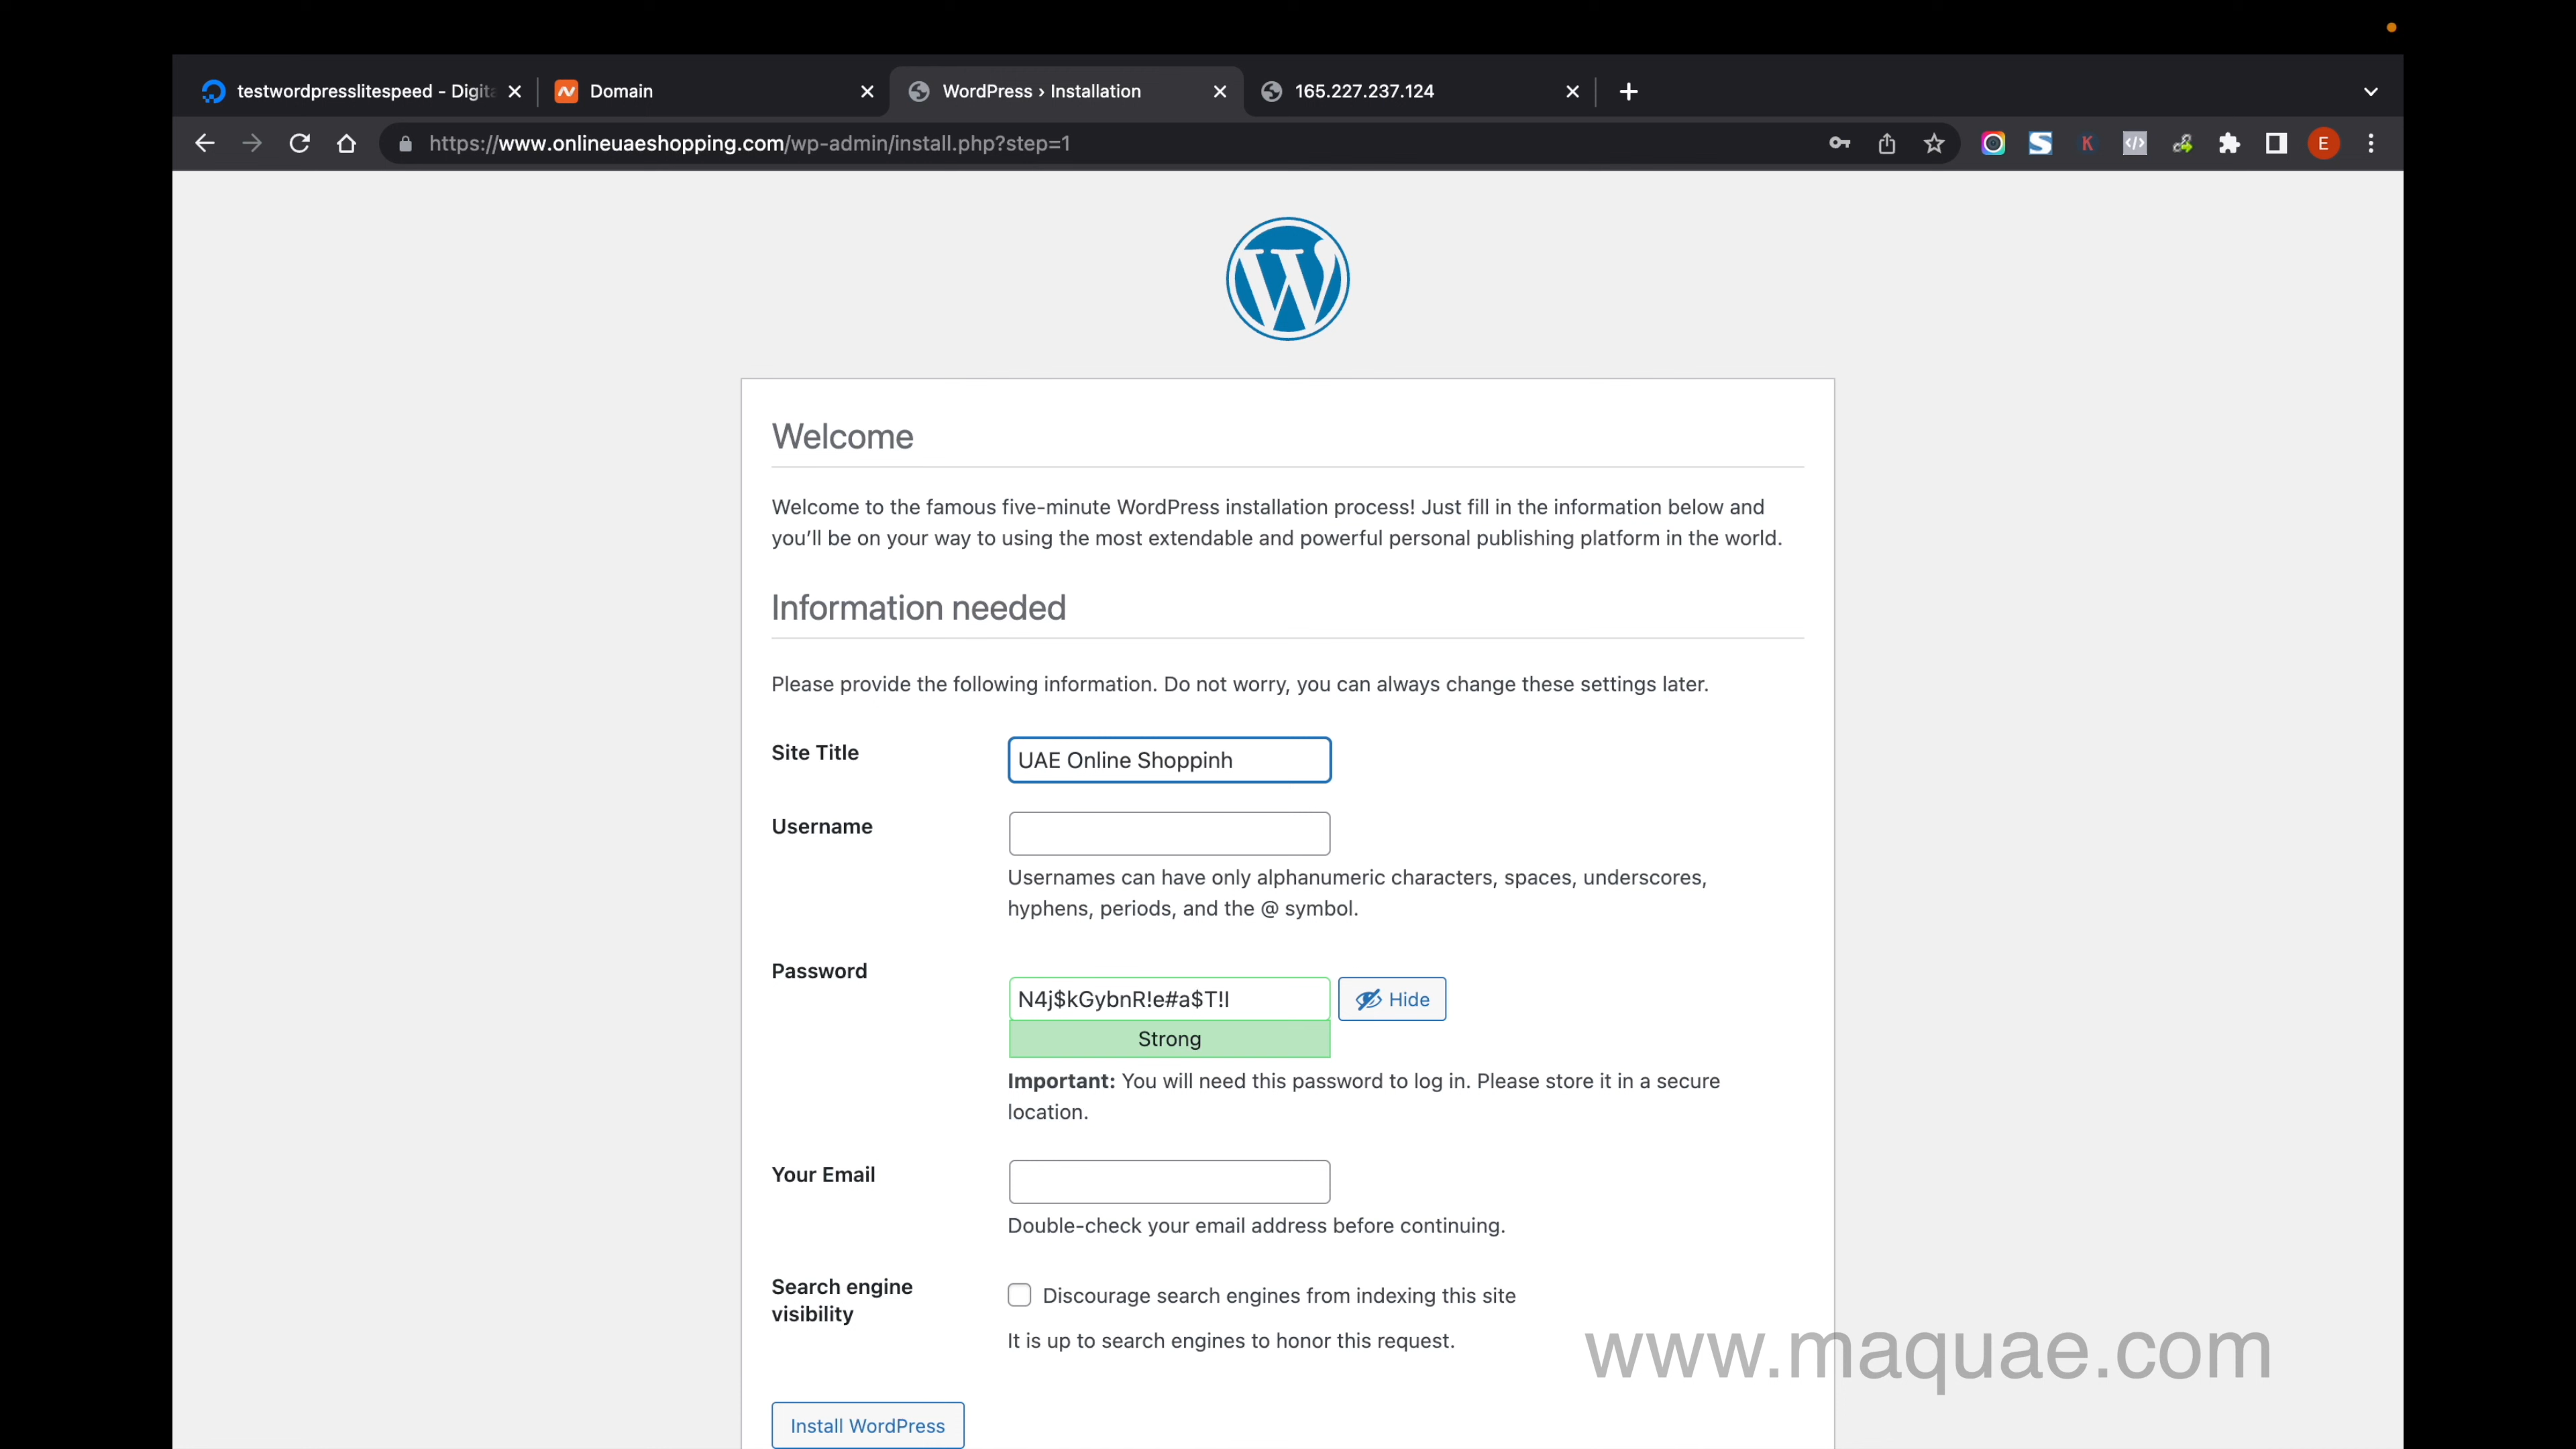 testwordpresslitespeed - Digita
Domain
WordPress › Installation
165.227.237.124
https://www.onlineuaeshopping.com/wp-admin/install.php?step=1
E
Welcome
Welcome to the famous five-minute WordPress installation process! Just fill in the information below and
you’ll be on your way to using the most extendable and powerful personal publishing platform in the world.
Information needed
Please provide the following information. Do not worry, you can always change these settings later.
Site Title
UAE Online Shoppinh
Username
Usernames can have only alphanumeric characters, spaces, underscores,
hyphens, periods, and the @ symbol.
Password
N4j$kGybnR!e#a$T!I
Hide
Strong
Important: You will need this password to log in. Please store it in a secure
location.
Your Email
Double-check your email address before continuing.
Search engine
visibility
Discourage search engines from indexing this site
It is up to search engines to honor this request.
www.maquae.com
Install WordPress